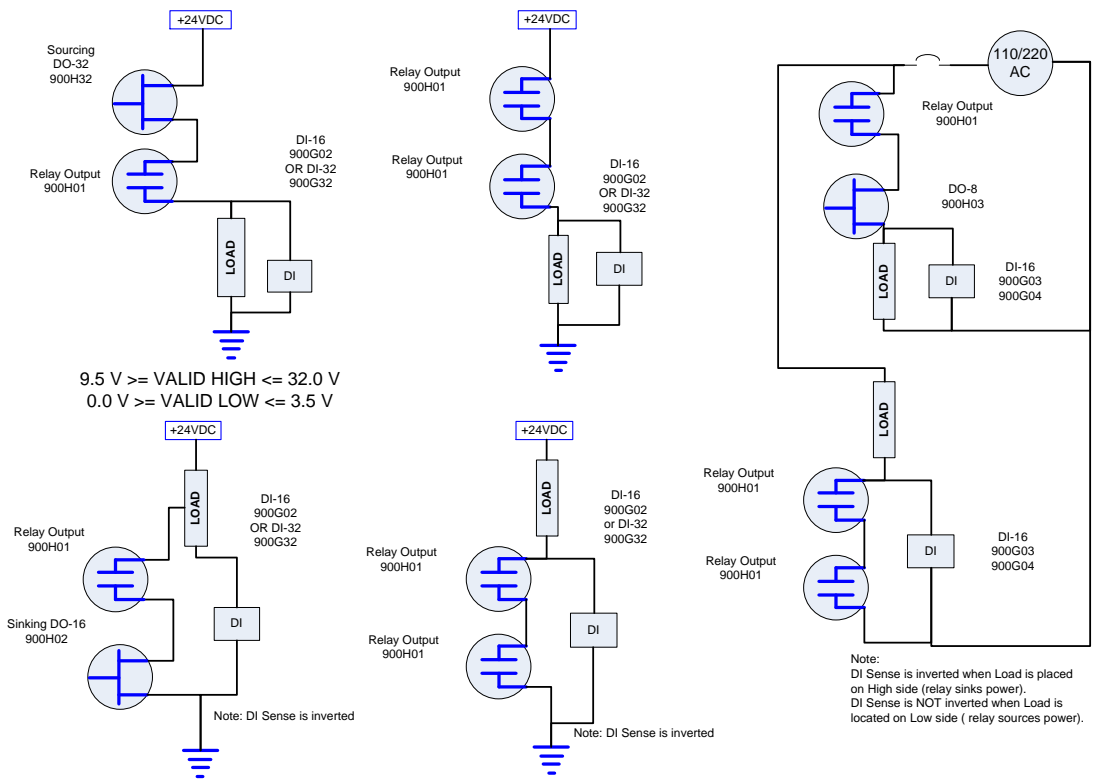 +24VDC
Sourcing
DO-32
900H32
Relay Output
900H01
DI-16
900G02
OR DI-32
900G32
LOAD
DI
+24VDC
Relay Output
900H01
Relay Output
900H01
DI-16
900G02
OR DI-32
900G32
LOAD
DI
110/220
AC
Relay Output
900H01
DO-8
900H03
LOAD
DI
DI-16
900G03
900G04
9.5 V >= VALID HIGH <= 32.0 V
0.0 V >= VALID LOW <= 3.5 V
+24VDC
LOAD
DI-16
900G02
OR DI-32
900G32
Relay Output
900H01
Sinking DO-16
900H02
DI
Note: DI Sense is inverted
+24VDC
LOAD
DI-16
900G02
or DI-32
900G32
Relay Output
900H01
Relay Output
900H01
DI
Note: DI Sense is inverted
LOAD
Relay Output
900H01
Relay Output
900H01
DI
DI-16
900G03
900G04
Note:
DI Sense is inverted when Load is placed
on High side (relay sinks power).
DI Sense is NOT inverted when Load is
located on Low side ( relay sources power).